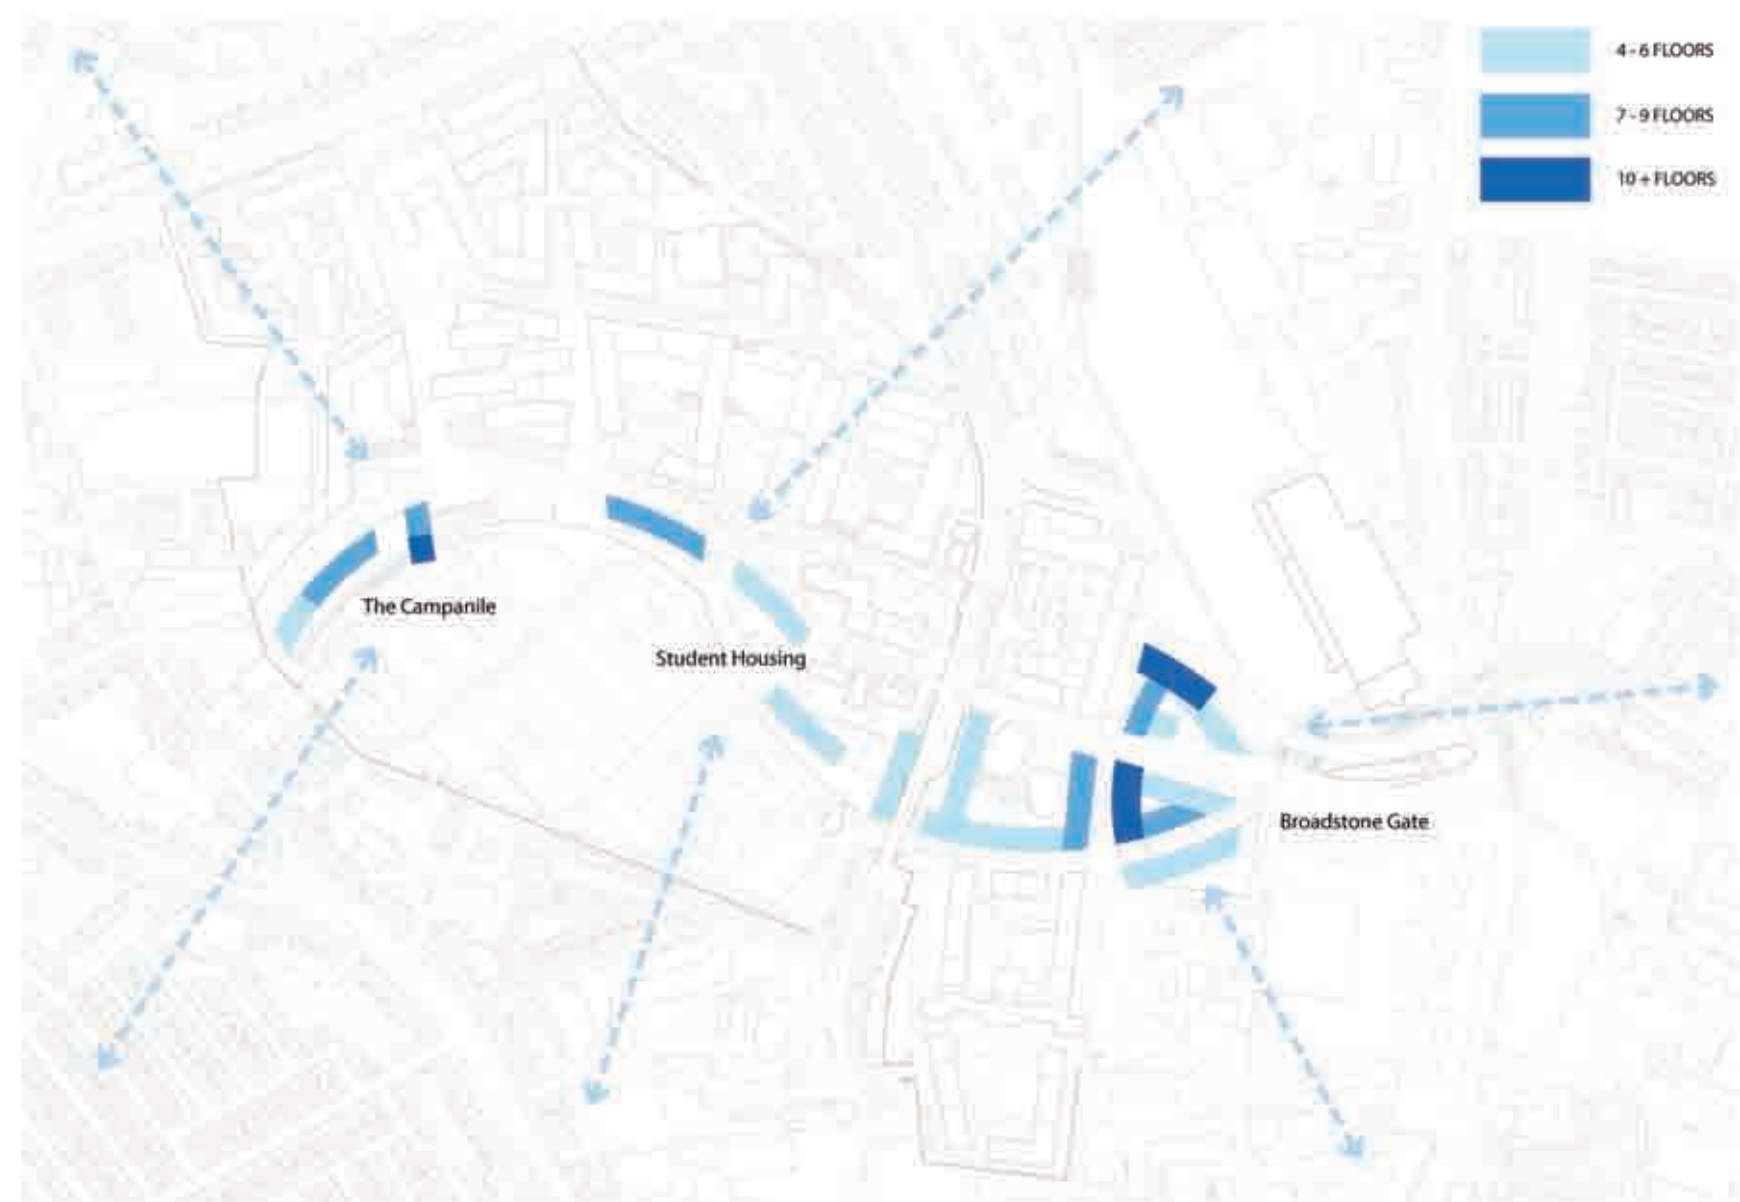 4 - 6 FLOORS
7 - 9 FLOORS
10 + FLOORS
The Campanile
Student Housing
Broadstone Gate